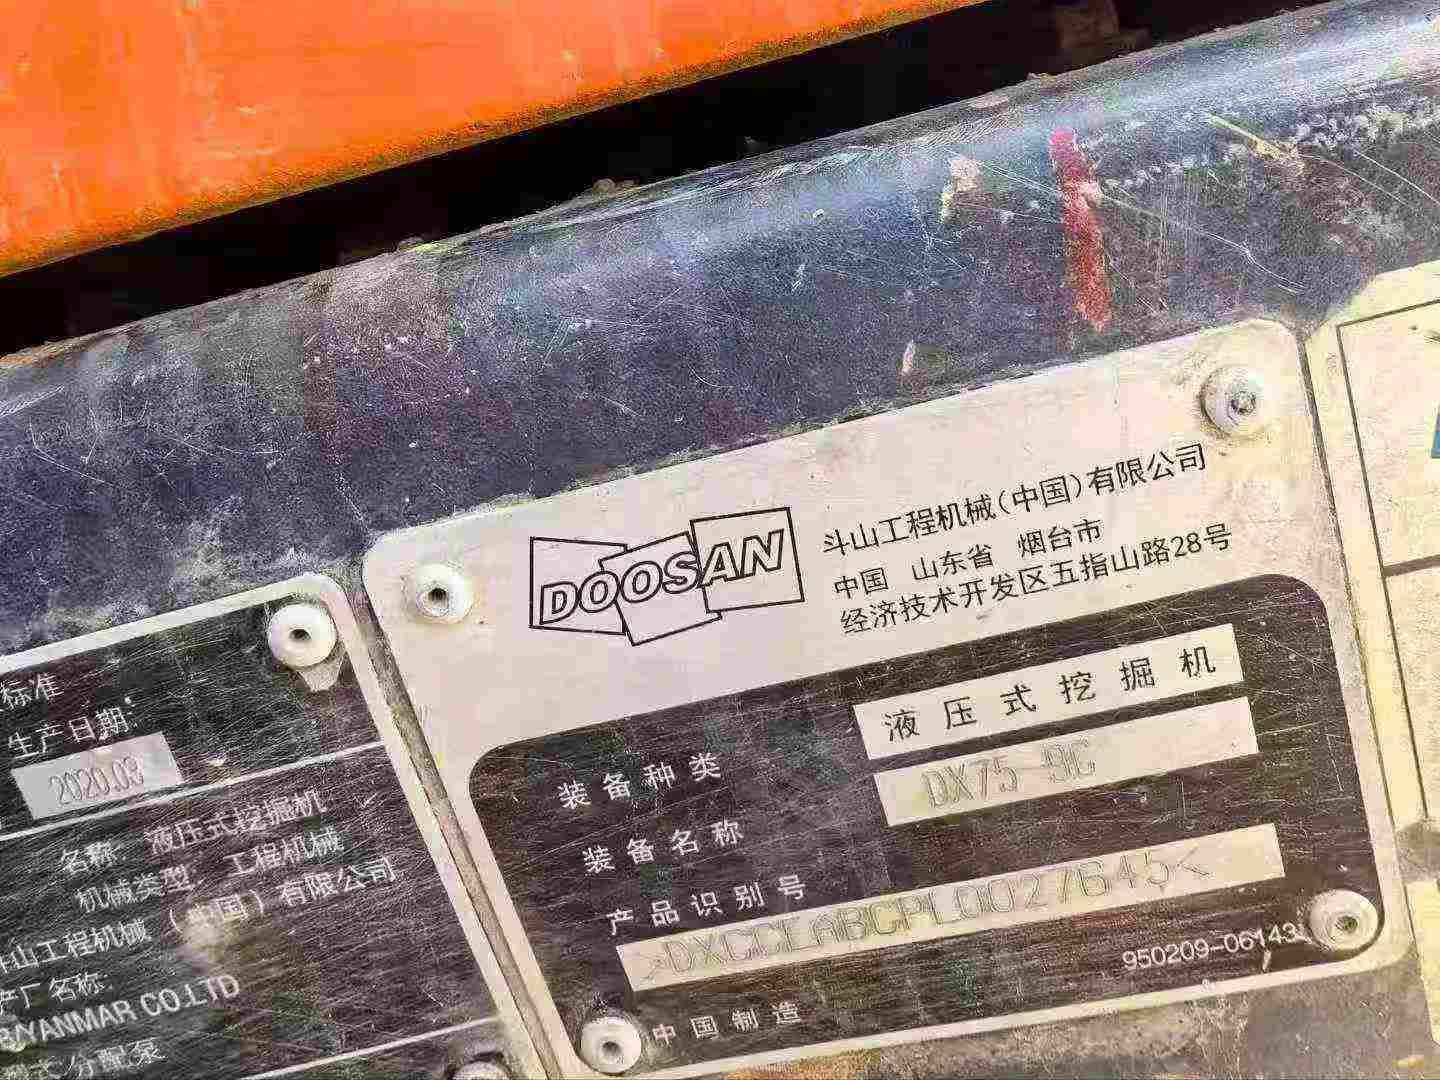 标准
生产日期:
2020.03
名称: 液压式挖掘机
机械类型: 工程机械
斗山工程机械(中国)有限公司
产厂名称:
YANMAR CO.LTD
分配泵
DOOSAN
斗山工程机械(中国)有限公司
中国 山东省 烟台市
经济技术开发区五指山路28号
装备种类 液压式挖掘机
装备名称 DX75-9C
产品识别号
>DXCCEABCPL0027645<
950209-06143
中国制造